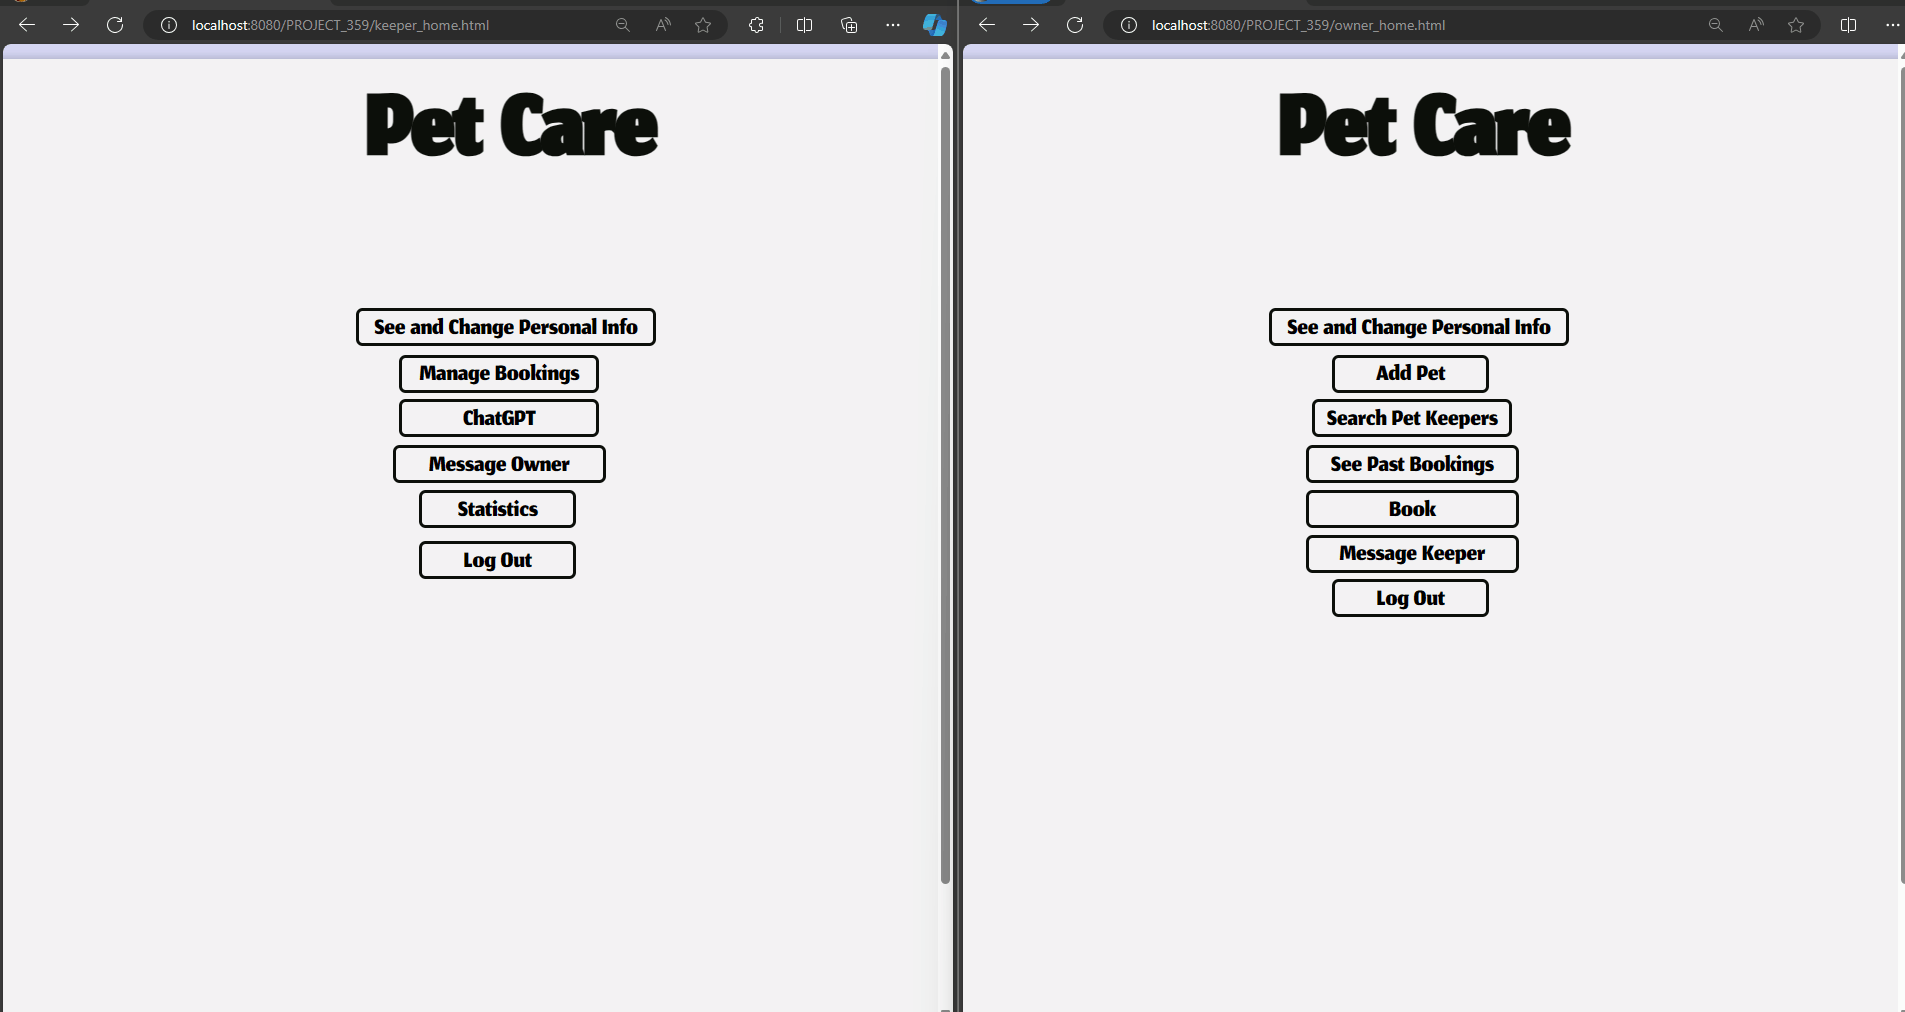 localhost:8080/PROJECT_359/keeper_home.html
Pet Care
See and Change Personal Info
Manage Bookings
ChatGPT
Message Owner
Statistics
Log Out
localhost:8080/PROJECT_359/owner_home.html
Pet Care
See and Change Personal Info
Add Pet
Search Pet Keepers
See Past Bookings
Book
Message Keeper
Log Out